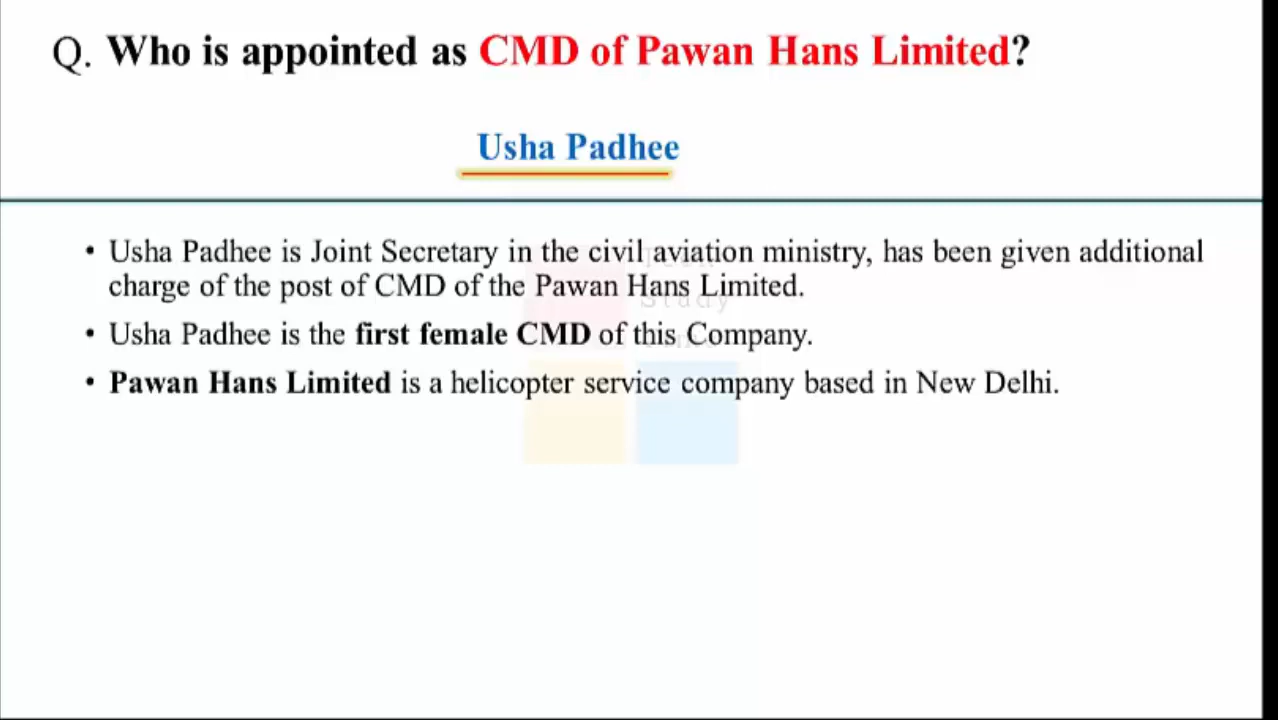 Q. Who is appointed as CMD of Pawan Hans Limited?
Usha Padhee
• Usha Padhee is Joint Secretary in the civil aviation ministry, has been given additional
charge of the post of CMD of the Pawan Hans Limited.
Study
• Usha Padhee is the first female CMD of this Company.
• Pawan Hans Limited is a helicopter service company based in New Delhi.